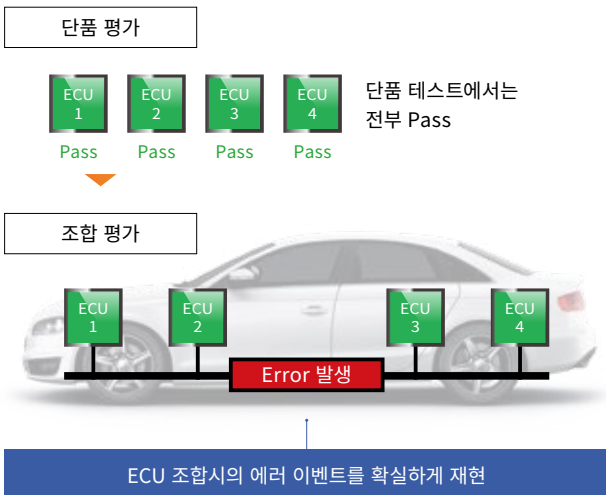 단품 평가
ECU
1
ECU
2
ECU
3
ECU
4
단품 테스트에서는
전부 Pass
Pass
Pass
Pass
Pass
조합 평가
ECU
1
ECU
2
ECU
3
ECU
4
Error 발생
ECU 조합시의 에러 이벤트를 확실하게 재현